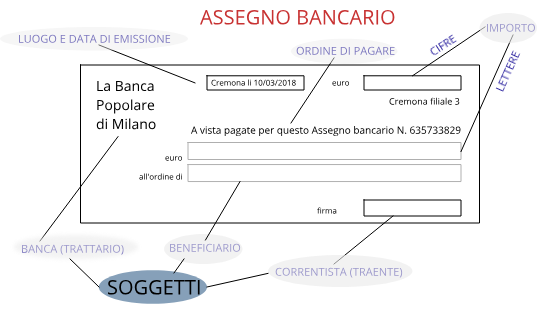 ASSEGNO BANCARIO
LUOGO E DATA DI EMISSIONE
ORDINE DI PAGARE
CIFRE
IMPORTO
LETTERE
La Banca
Popolare
di Milano
Cremona li 10/03/2018
euro
Cremona filiale 3
A vista pagate per questo Assegno bancario N. 635733829
euro
all'ordine di
firma
BANCA (TRATTARIO)
BENEFICIARIO
CORRENTISTA (TRAENTE)
SOGGETTI